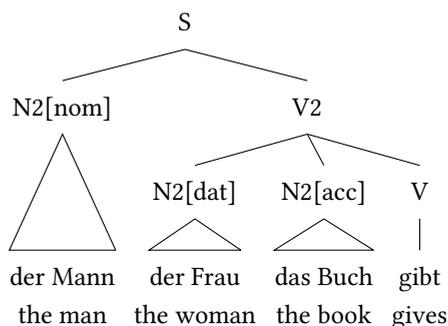 S
N2[nom] V2
N2[dat] N2[acc] V
der Mann der Frau das Buch gibt
the man the woman the book gives